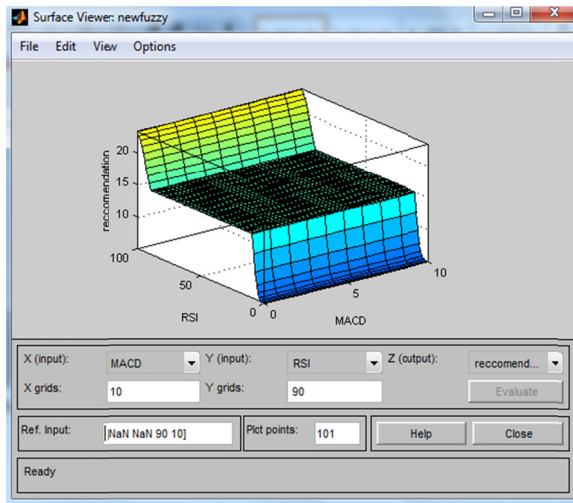 Surface Viewer: newfuzzy
File Edit View Options
reccomendation
20
15
10
100
50
0
RSI
0
5
10
MACD
X (input): MACD Y (input): RSI Z (output): reccomend...
X grids: 10 Y grids: 90 Evaluate
Ref. Input: [NaN NaN 90 10] Plot points: 101 Help Close
Ready